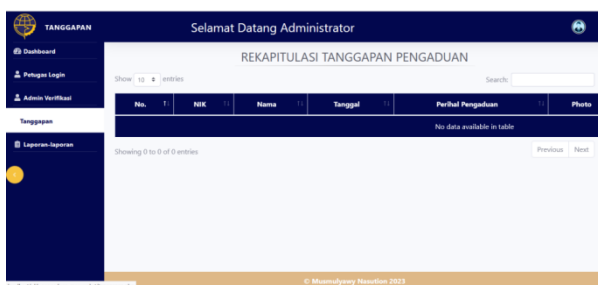 TANGGAPAN
Selamat Datang Administrator
Dashboard
Petugas Login
Admin Verifikasi
Tanggapan
Laporan-laporan
REKAPITULASI TANGGAPAN PENGADUAN
Show 10 entries
Search:
No. NIK Nama Tanggal Perihal Pengaduan Photo
No data available in table
Showing 0 to 0 of 0 entries
Previous Next
© Muamulyawy Nasution 2023